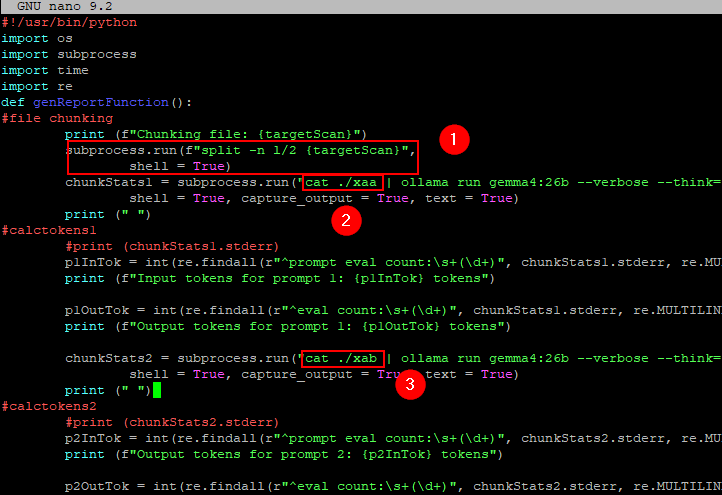 GNU nano 9.2
#!/usr/bin/python
import os
import subprocess
import time
import re
def genReportFunction():
#file chunking
print (f"Chunking file: {targetScan}")
1
subprocess.run(f"split -n l/2 {targetScan}",
shell = True)
chunkStats1 = subprocess.run("cat ./xaa | ollama run gemma4:26b --verbose --think=
shell = True, capture_output = True, text = True)
2
print (" ")
#calctokens1
#print (chunkStats1.stderr)
p1InTok = int(re.findall(r"^prompt eval count:\s+(\d+)", chunkStats1.stderr, re.MU
print (f"Input tokens for prompt 1: {p1InTok} tokens")
p1OutTok = int(re.findall(r"^eval count:\s+(\d+)", chunkStats1.stderr, re.MULTILIN
print (f"Output tokens for prompt 1: {p1OutTok} tokens")
chunkStats2 = subprocess.run("cat ./xab | ollama run gemma4:26b --verbose --think=
shell = True, capture_output = Tru text = True)
3
print (" ")
#calctokens2
#print (chunkStats2.stderr)
p2InTok = int(re.findall(r"^prompt eval count:\s+(\d+)", chunkStats2.stderr, re.MU
print (f"Output tokens for prompt 2: {p2InTok} tokens")
p2OutTok = int(re.findall(r"^eval count:\s+(\d+)", chunkStats2.stderr, re.MULTILIN